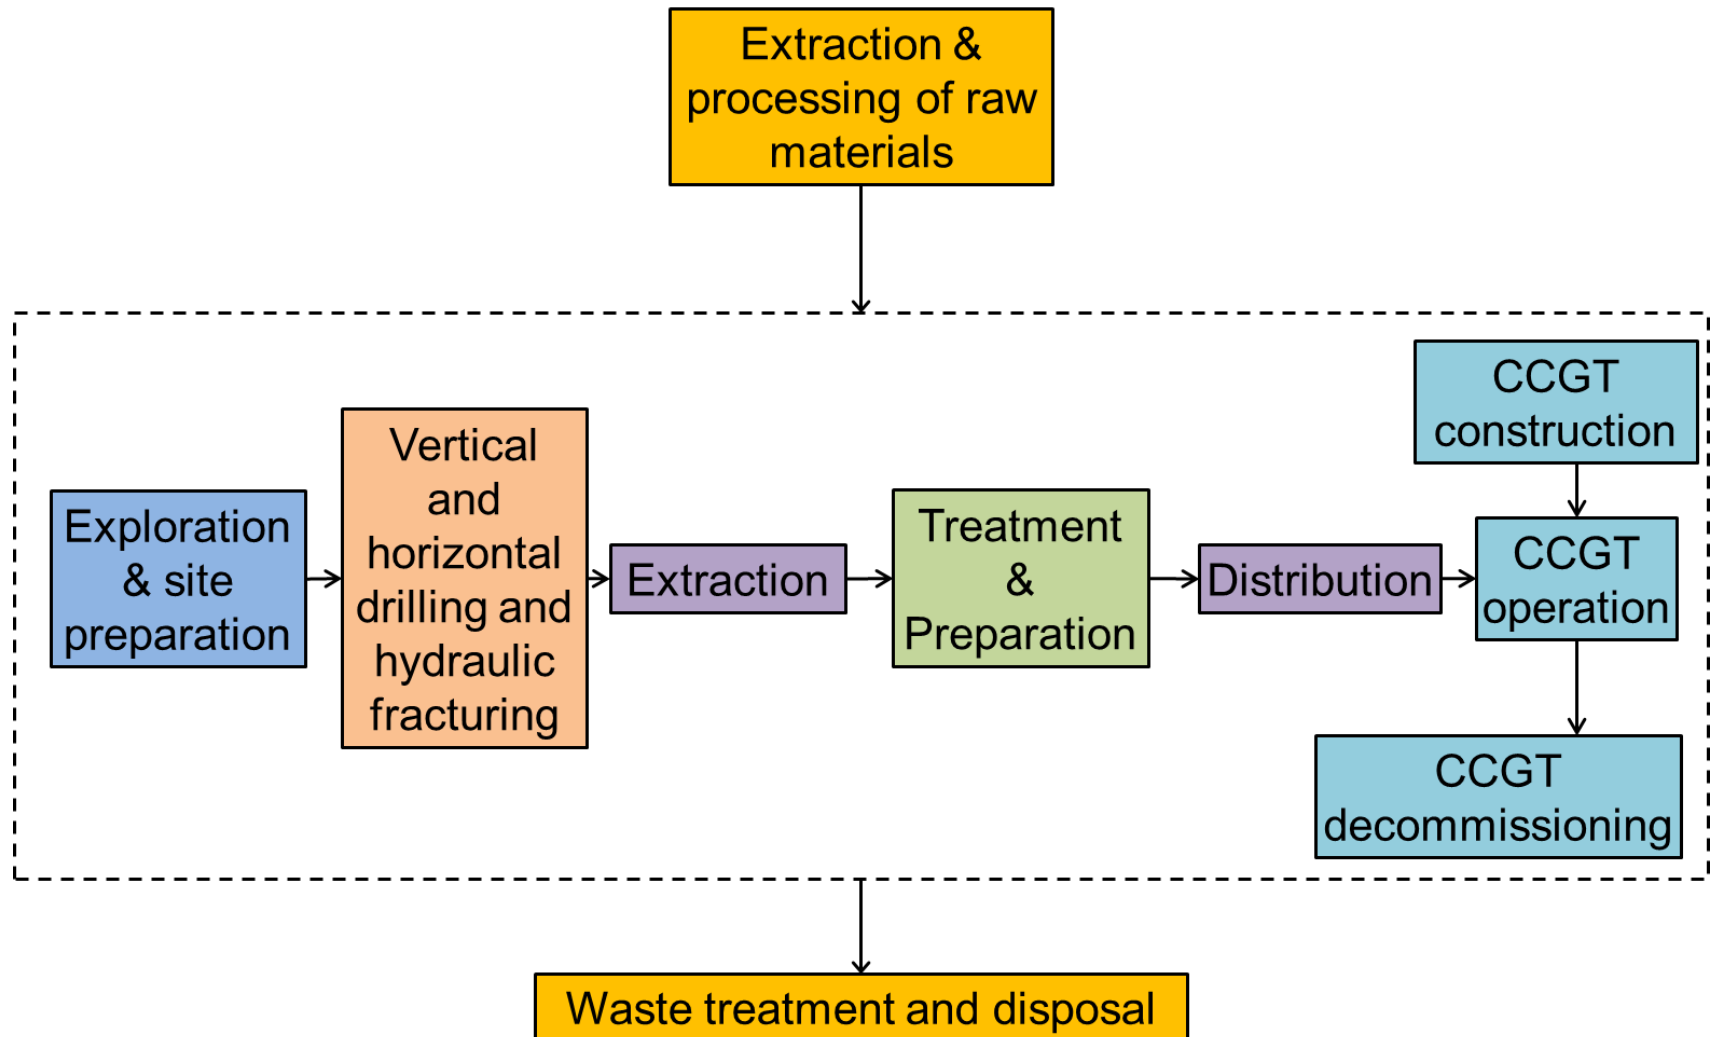 Extraction &
processing of raw
materials
Exploration
& site
preparation
Vertical
and
horizontal
drilling and
hydraulic
fracturing
Extraction
Treatment
&
Preparation
Distribution
CCGT
construction
CCGT
operation
CCGT
decommissioning
Waste treatment and disposal